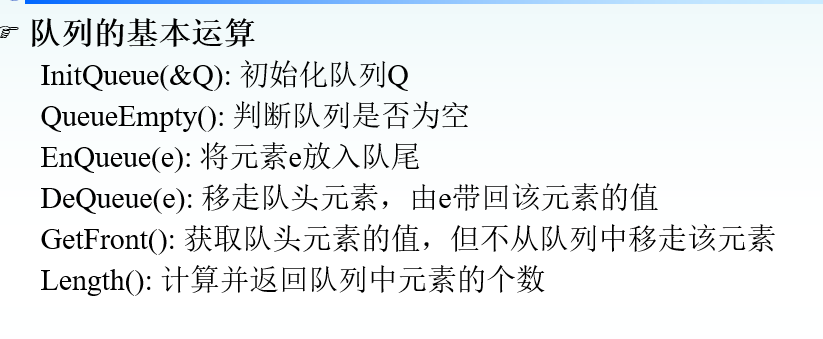 ☞ 队列的基本运算
InitQueue(&Q): 初始化队列Q
QueueEmpty(): 判断队列是否为空
EnQueue(e): 将元素e放入队尾
DeQueue(e): 移走队头元素，由e带回该元素的值
GetFront(): 获取队头元素的值，但不从队列中移走该元素
Length(): 计算并返回队列中元素的个数